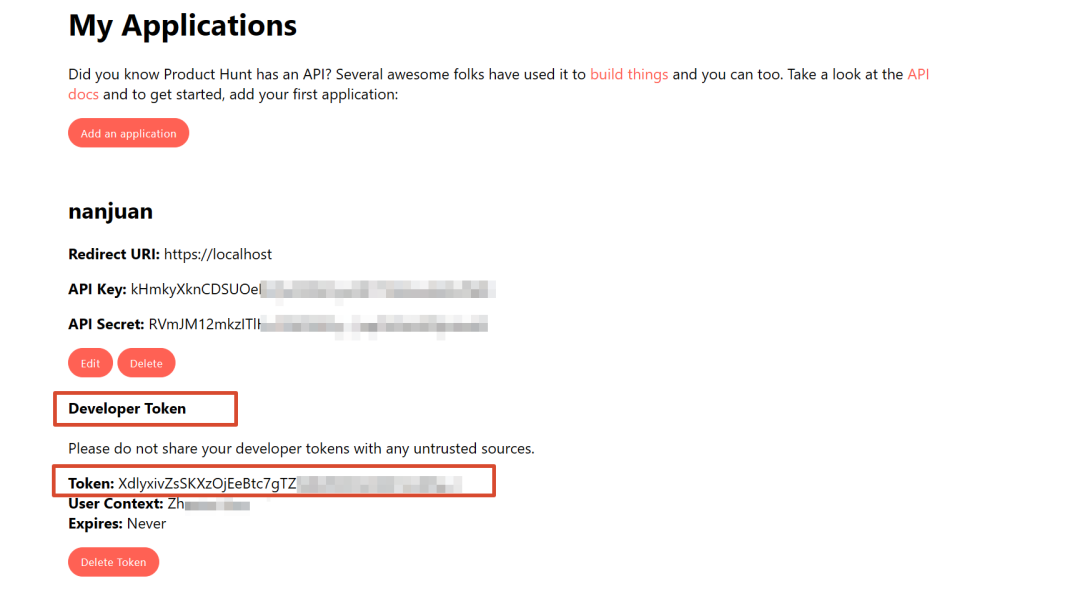 My Applications
Did you know Product Hunt has an API? Several awesome folks have used it to build things and you can too. Take a look at the API
docs and to get started, add your first application:
Add an application
nanjuan
Redirect URI: https://localhost
API Key: kHmkyXknCDSUOeI
API Secret: RVmJM12mkzITlH
Edit Delete
Developer Token
Please do not share your developer tokens with any untrusted sources.
Token: XdlyxivZsSKXzOjEeBtc7gTZ
User Context: Zh
Expires: Never
Delete Token